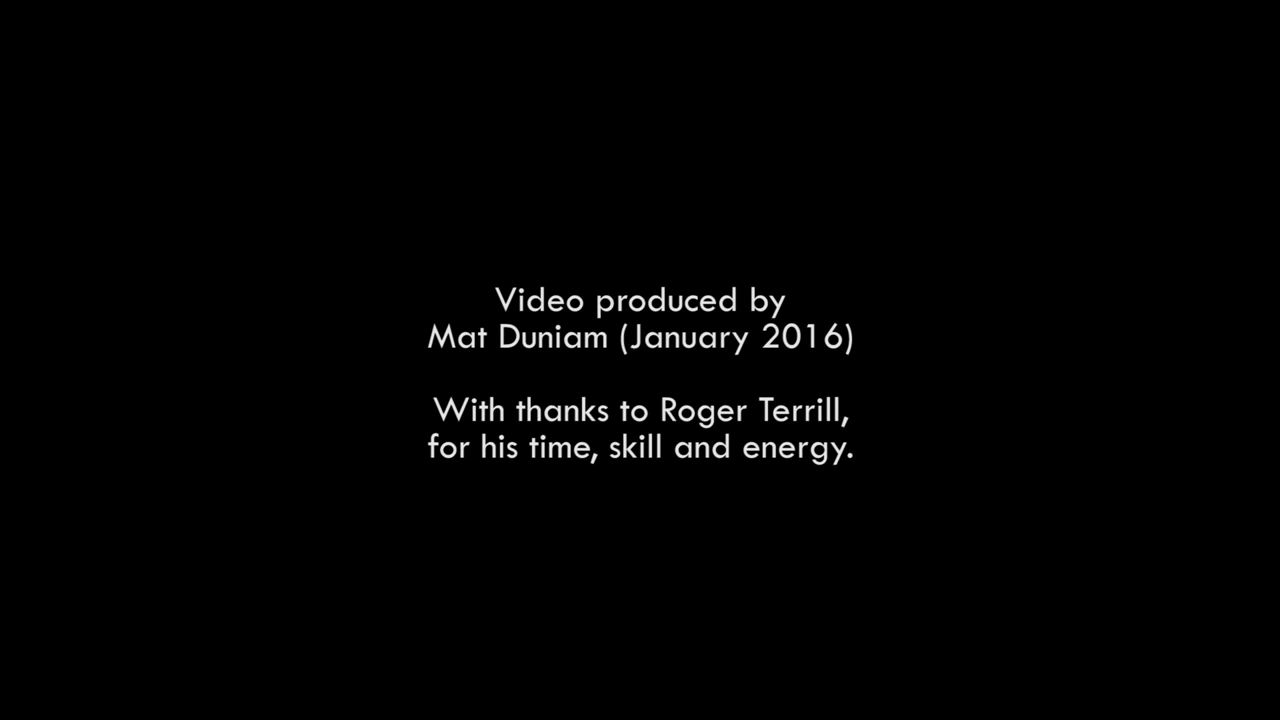 Video produced by
Mat Duniam (January 2016)
With thanks to Roger Terrill,
for his time, skill and energy.